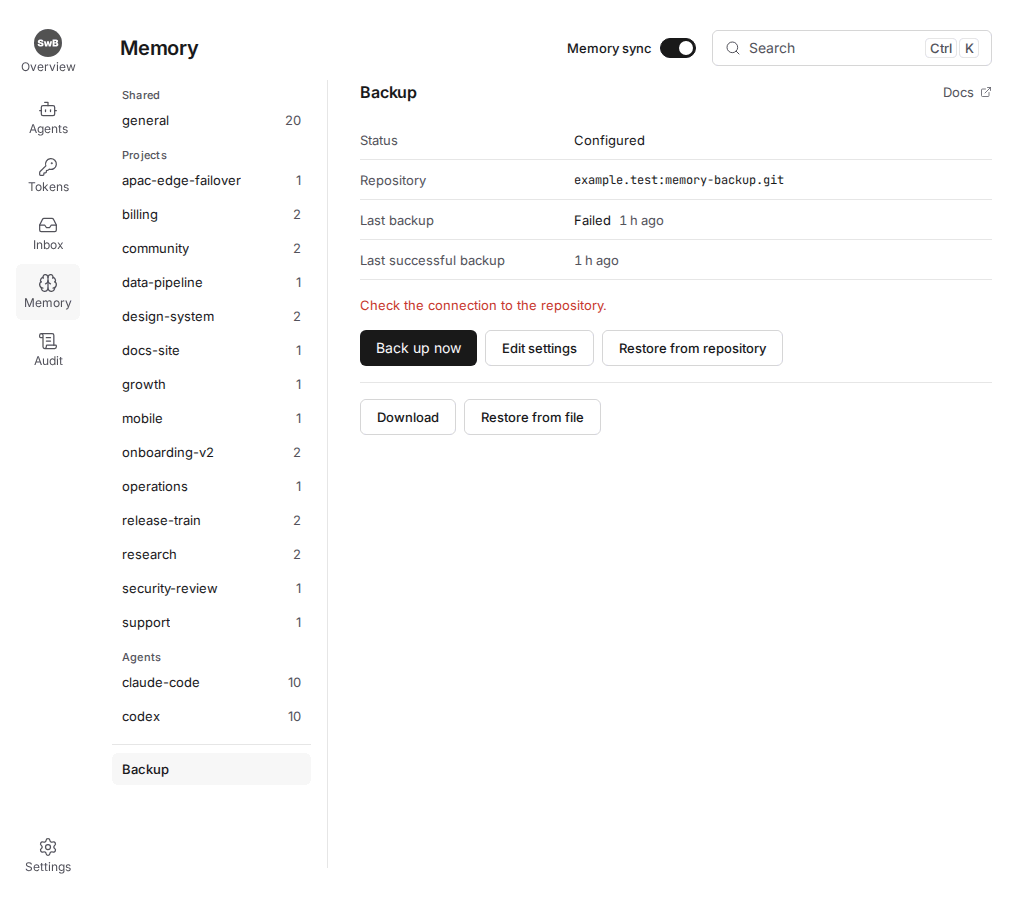 SwB
Overview
Agents
Tokens
Inbox
Memory
Audit
Settings
Memory
Memory sync
Search Ctrl K
Shared
general 20
Projects
apac-edge-failover 1
billing 2
community 2
data-pipeline 1
design-system 2
docs-site 1
growth 1
mobile 1
onboarding-v2 2
operations 1
release-train 2
research 2
security-review 1
support 1
Agents
claude-code 10
codex 10
Backup
Backup
Docs
Status Configured
Repository example.test:memory-backup.git
Last backup Failed 1 h ago
Last successful backup 1 h ago
Check the connection to the repository.
Back up now Edit settings Restore from repository
Download Restore from file